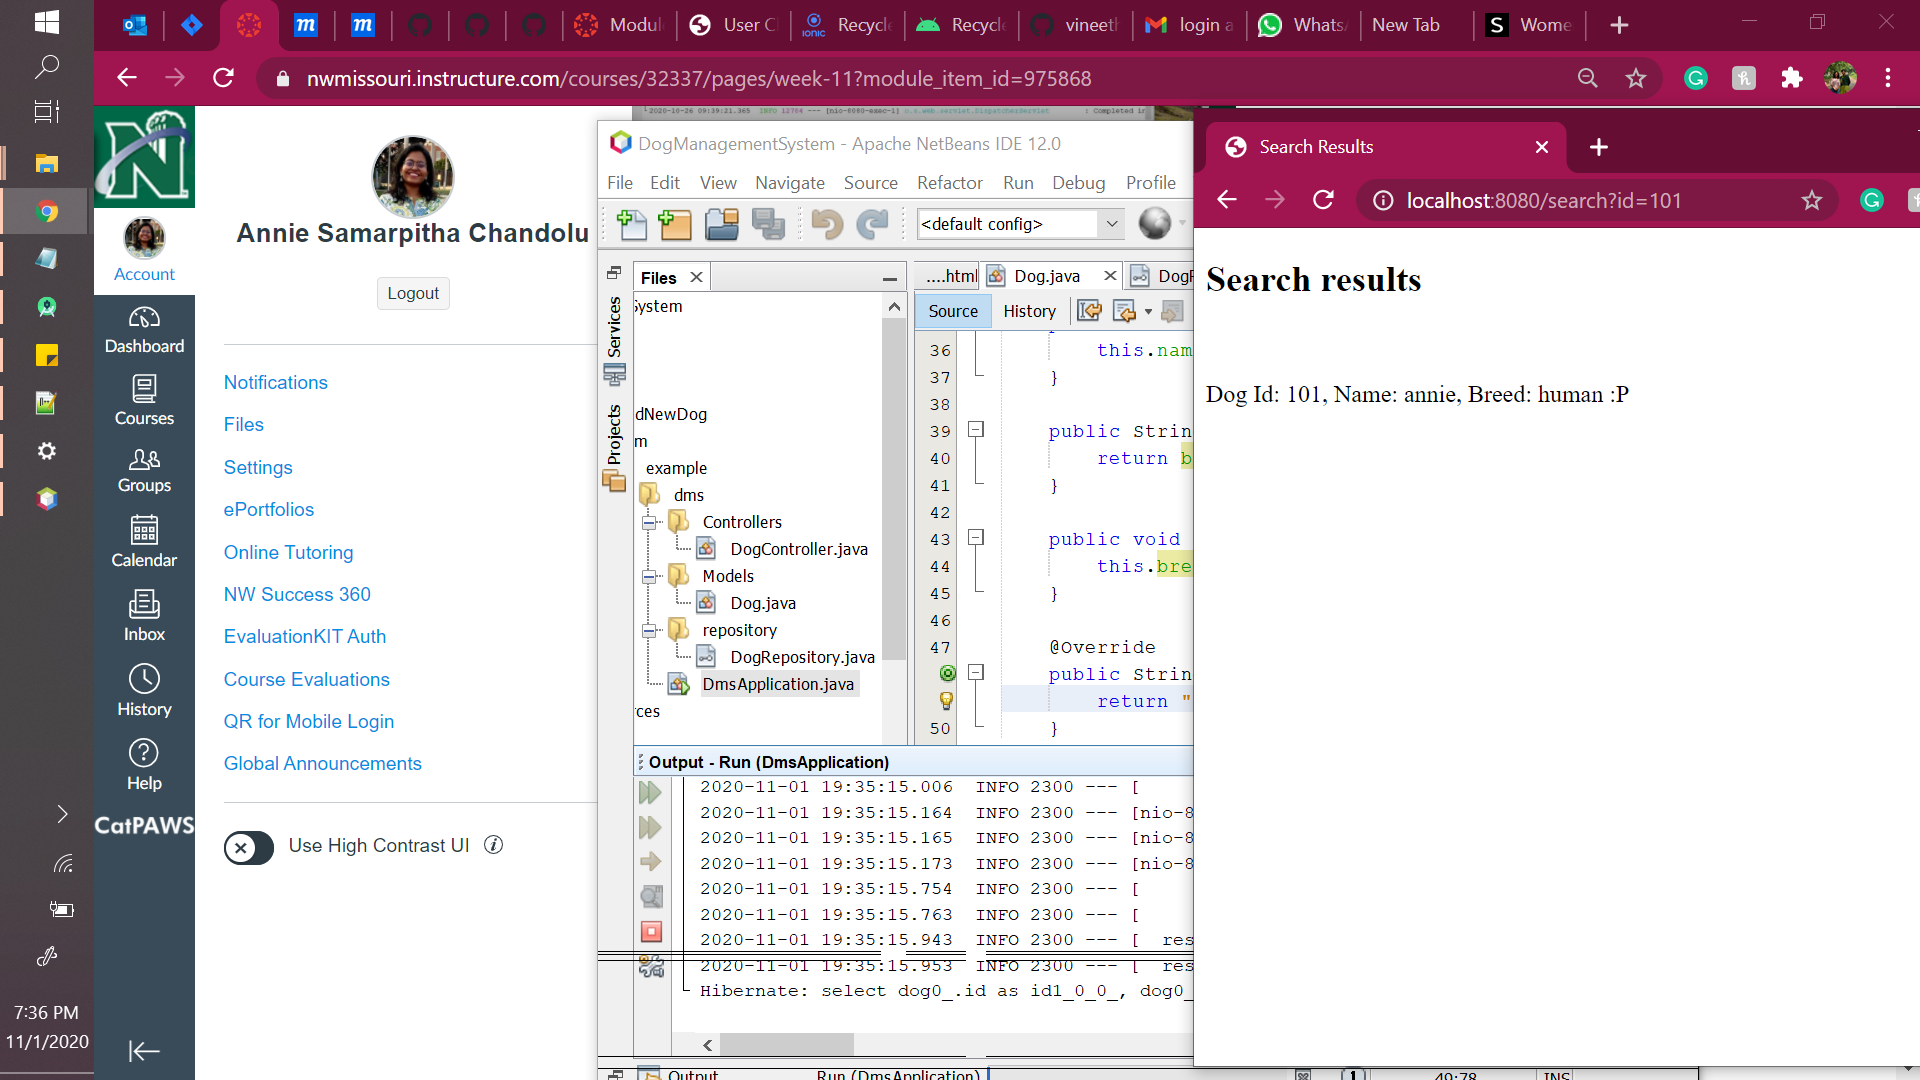 Modul
User C
Recycl
Recycl
vineeth
login a
Whats
New Tab
Wome
nwmissouri.instructure.com/courses/32337/pages/week-11?module_item_id=975868
Annie Samarpitha Chandolu
Logout
Notifications
Files
Settings
ePortfolios
Online Tutoring
NW Success 360
EvaluationKIT Auth
Course Evaluations
QR for Mobile Login
Global Announcements
Use High Contrast UI
Account
Dashboard
Courses
Groups
Calendar
Inbox
History
Help
CatPAWS
7:36 PM
11/1/2020
DogManagementSystem - Apache NetBeans IDE 12.0
File Edit View Navigate Source Refactor Run Debug Profile
<default config>
Services
Projects
Files
System
dNewDog
m
example
dms
Controllers
DogController.java
Models
Dog.java
repository
DogRepository.java
DmsApplication.java
rces
....html Dog.java DogR
Source History
36 this.nam
37 }
38
39 public Strin
40 return b
41 }
42
43 public void
44 this.bre
45 }
46
47 @Override
public Strin
return "
50 }
Output - Run (DmsApplication)
2020-11-01 19:35:15.006 INFO 2300 --- [
2020-11-01 19:35:15.164 INFO 2300 --- [nio-8
2020-11-01 19:35:15.165 INFO 2300 --- [nio-8
2020-11-01 19:35:15.173 INFO 2300 --- [nio-8
2020-11-01 19:35:15.754 INFO 2300 --- [
2020-11-01 19:35:15.763 INFO 2300 --- [
2020-11-01 19:35:15.943 INFO 2300 --- [ res
2020-11-01 19:35:15.953 INFO 2300 --- [ res
Hibernate: select dog0_.id as id1_0_0_, dog0_
Output Run (DmsApplication)
49:78 INS
Search Results
localhost:8080/search?id=101
Search results
Dog Id: 101, Name: annie, Breed: human :P